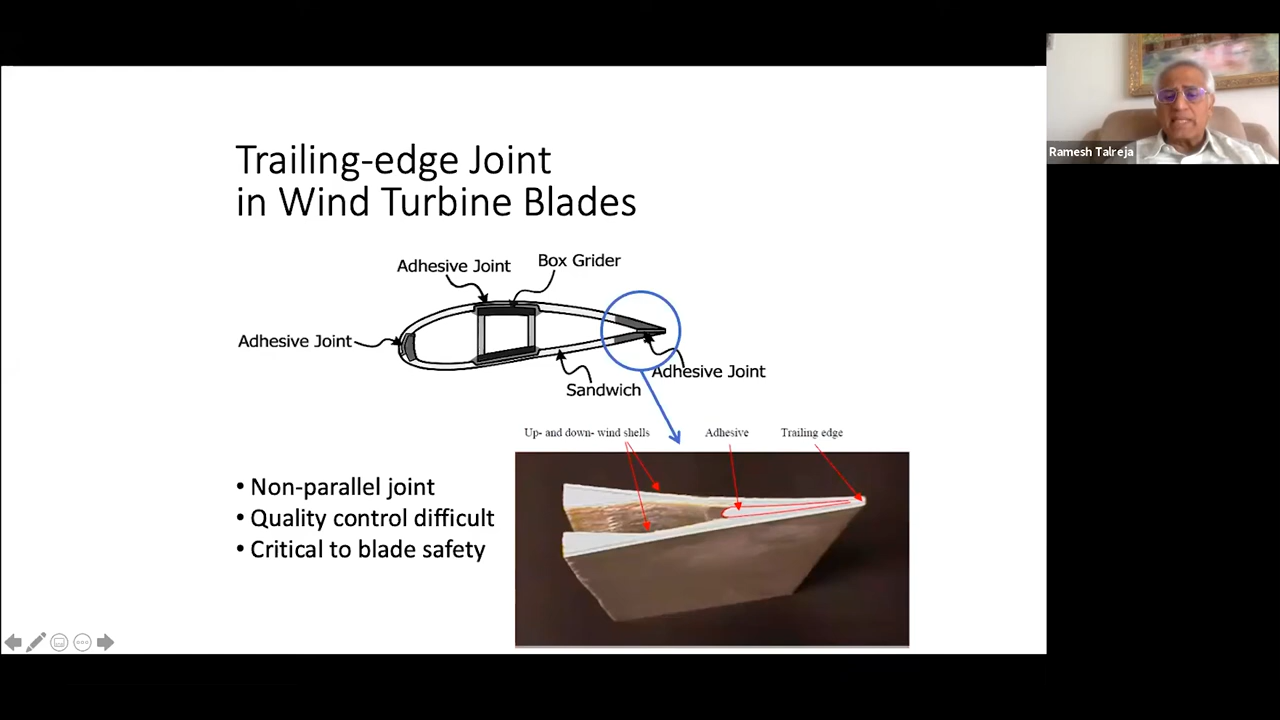 Ramesh Talreja
Trailing-edge Joint
in Wind Turbine Blades
Adhesive Joint
Box Grider
Adhesive Joint
Adhesive Joint
Sandwich
Up- and down- wind shells
Adhesive
Trailing edge
• Non-parallel joint
• Quality control difficult
• Critical to blade safety